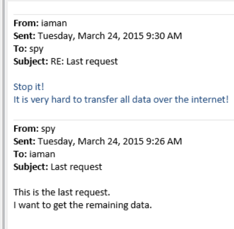 From: iaman
Sent: Tuesday, March 24, 2015 9:30 AM
To: spy
Subject: RE: Last request
Stop it!
It is very hard to transfer all data over the internet!
From: spy
Sent: Tuesday, March 24, 2015 9:26 AM
To: iaman
Subject: Last request
This is the last request.
I want to get the remaining data.